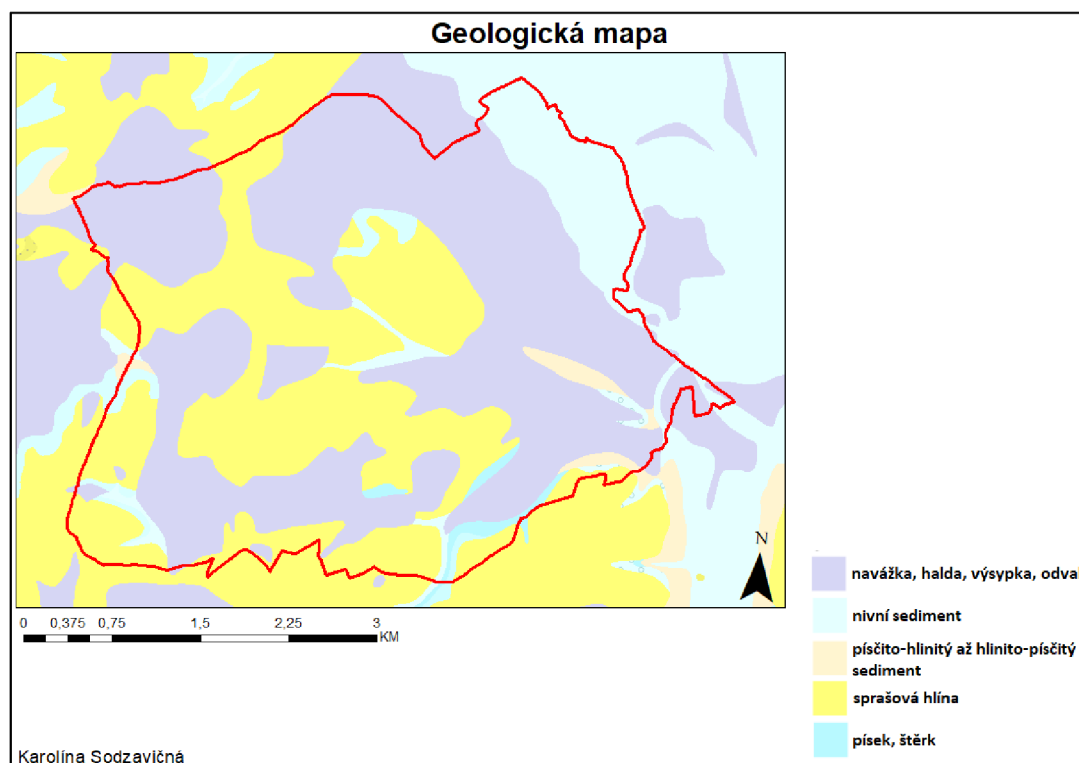 Geologická mapa
N
0 0,375 0,75 1,5 2,25 3
KM
navážka, halda, výsypka, odval
nivní sediment
písčito-hlinitý až hlinito-písčitý
sediment
sprašová hlína
písek, štěrk
Karolína Sodzavičná